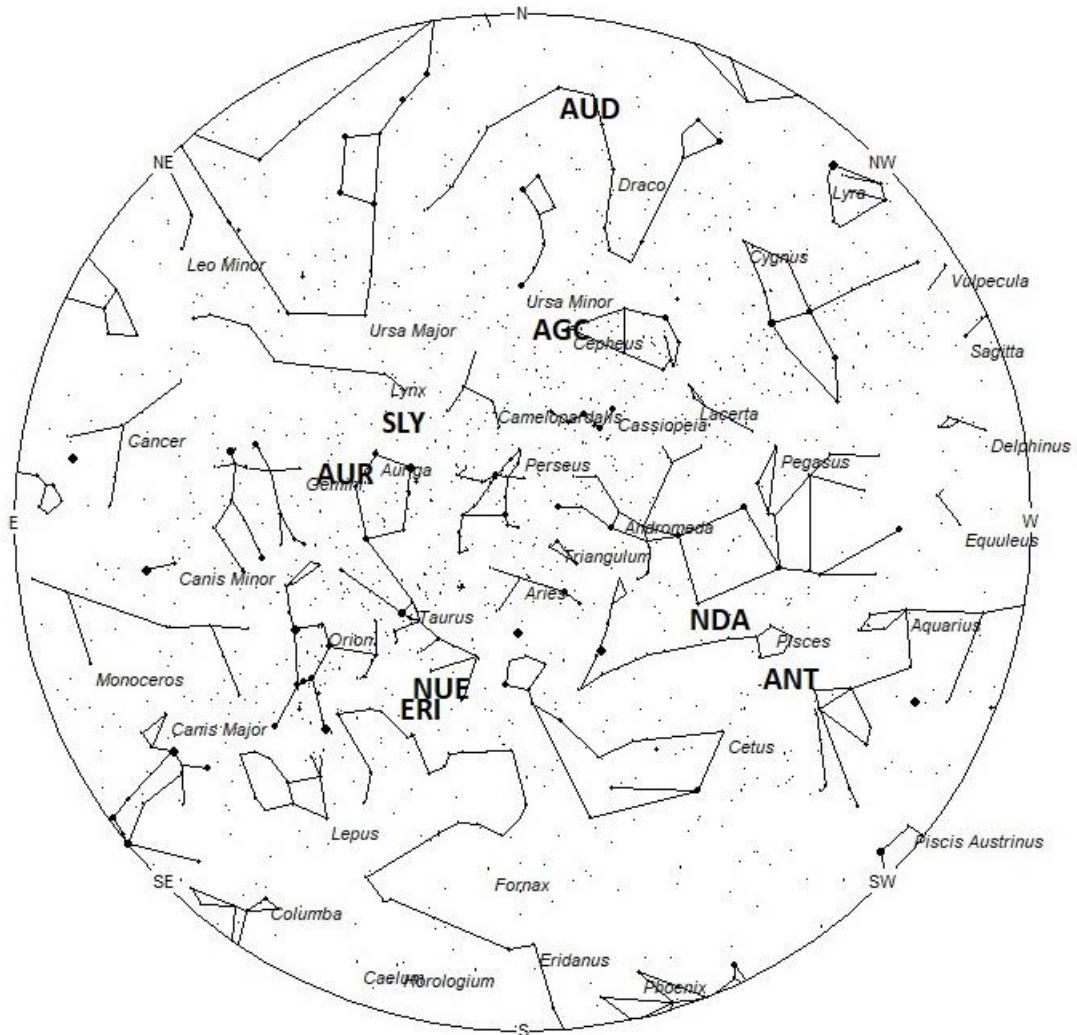 N
AUD
NE
NW
Draco
Lyra
Leo Minor
Cygnus
Vulpecula
Ursa Minor
Ursa Major
AGC
Cepheus
Sagitta
Lynx
SLY
Camelopardalis
Cassiopeia
Lacerta
Cancer
Delphinus
AUR
Auriga
Gemini
Perseus
Pegasus
E
Andromeda
W
Equuleus
Triangulum
Canis Minor
Aries
Taurus
NDA
Aquarius
Orion
Pisces
Monoceros
NUE
ANT
ERI
Canis Major
Cetus
Lepus
Piscis Austrinus
SE
Fornax
SW
Columba
Eridanus
Caelum
Horologium
Phoenix
S